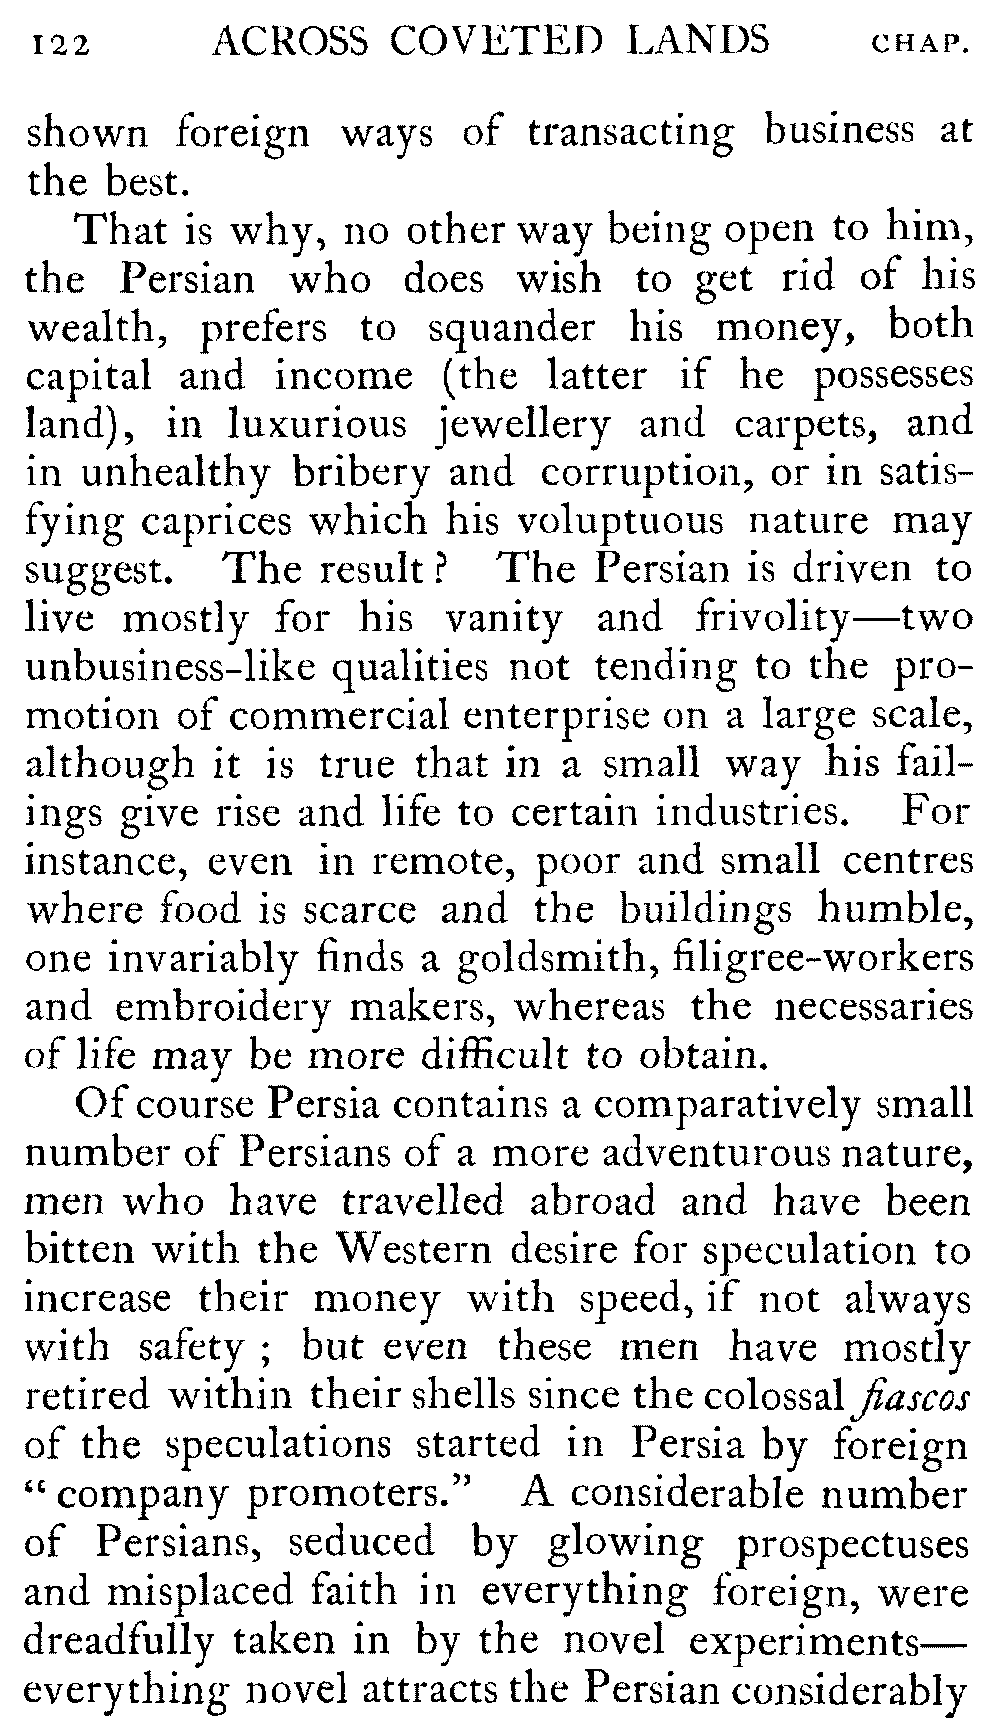 122 ACROSS COVETED LANDS CHAP.
shown foreign ways of transacting business at
the best.
That is why, no other way being open to him,
the Persian who does wish to get rid of his
wealth, prefers to squander his money, both
capital and income (the latter if he possesses
land), in luxurious jewellery and carpets, and
in unhealthy bribery and corruption, or in satis-
fying caprices which his voluptuous nature may
suggest. The result? The Persian is driven to
live mostly for his vanity and frivolity—two
unbusiness-like qualities not tending to the pro-
motion of commercial enterprise on a large scale,
although it is true that in a small way his fail-
ings give rise and life to certain industries. For
instance, even in remote, poor and small centres
where food is scarce and the buildings humble,
one invariably finds a goldsmith, filigree-workers
and embroidery makers, whereas the necessaries
of life may be more difficult to obtain.
Of course Persia contains a comparatively small
number of Persians of a more adventurous nature,
men who have travelled abroad and have been
bitten with the Western desire for speculation to
increase their money with speed, if not always
with safety; but even these men have mostly
retired within their shells since the colossal fiascos
of the speculations started in Persia by foreign
“company promoters.” A considerable number
of Persians, seduced by glowing prospectuses
and misplaced faith in everything foreign, were
dreadfully taken in by the novel experiments—
everything novel attracts the Persian considerably